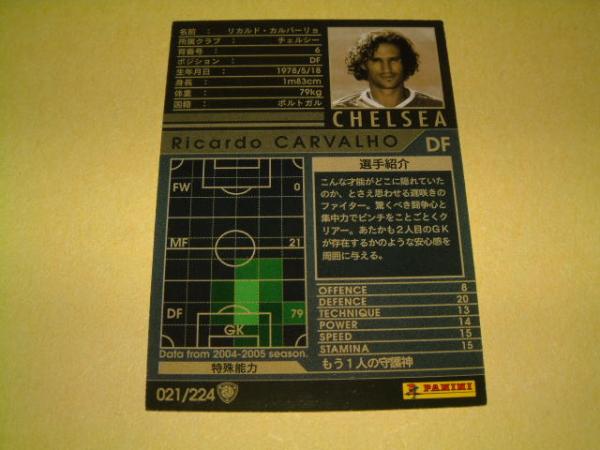 名前 : リカルド・カルバーリョ
所属クラブ : チェルシー
背番号 : 6
ポジション : DF
生年月日 : 1978/5/18
身長 : 1m83cm
体重 : 79kg
国籍 : ポルトガル
CHELSEA
Ricardo CARVALHO DF
FW 0
MF 21
DF 79
GK
Data from 2004-2005 season.
特殊能力
選手紹介
こんな才能がどこに隠れていた
のか、とさえ思わせる遅咲きの
ファイター。驚くべき闘争心と
集中力でピンチをことごとくク
リアー。あたかも2人目のGK
が存在するかのような安心感を
周囲に与える。
OFFENCE 8
DEFENCE 20
TECHNIQUE 13
POWER 14
SPEED 15
STAMINA 15
もう1人の守護神
021/224
PANINI